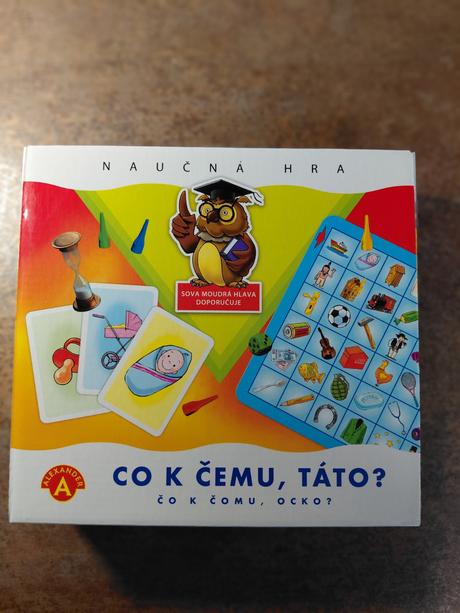 NAUČNÁ HRA
SOVA MOUDRÁ HLAVA
DOPORUČUJE
ALEXANDER
A
CO K ČEMU, TÁTO?
ČO K ČOMU, OCKO?